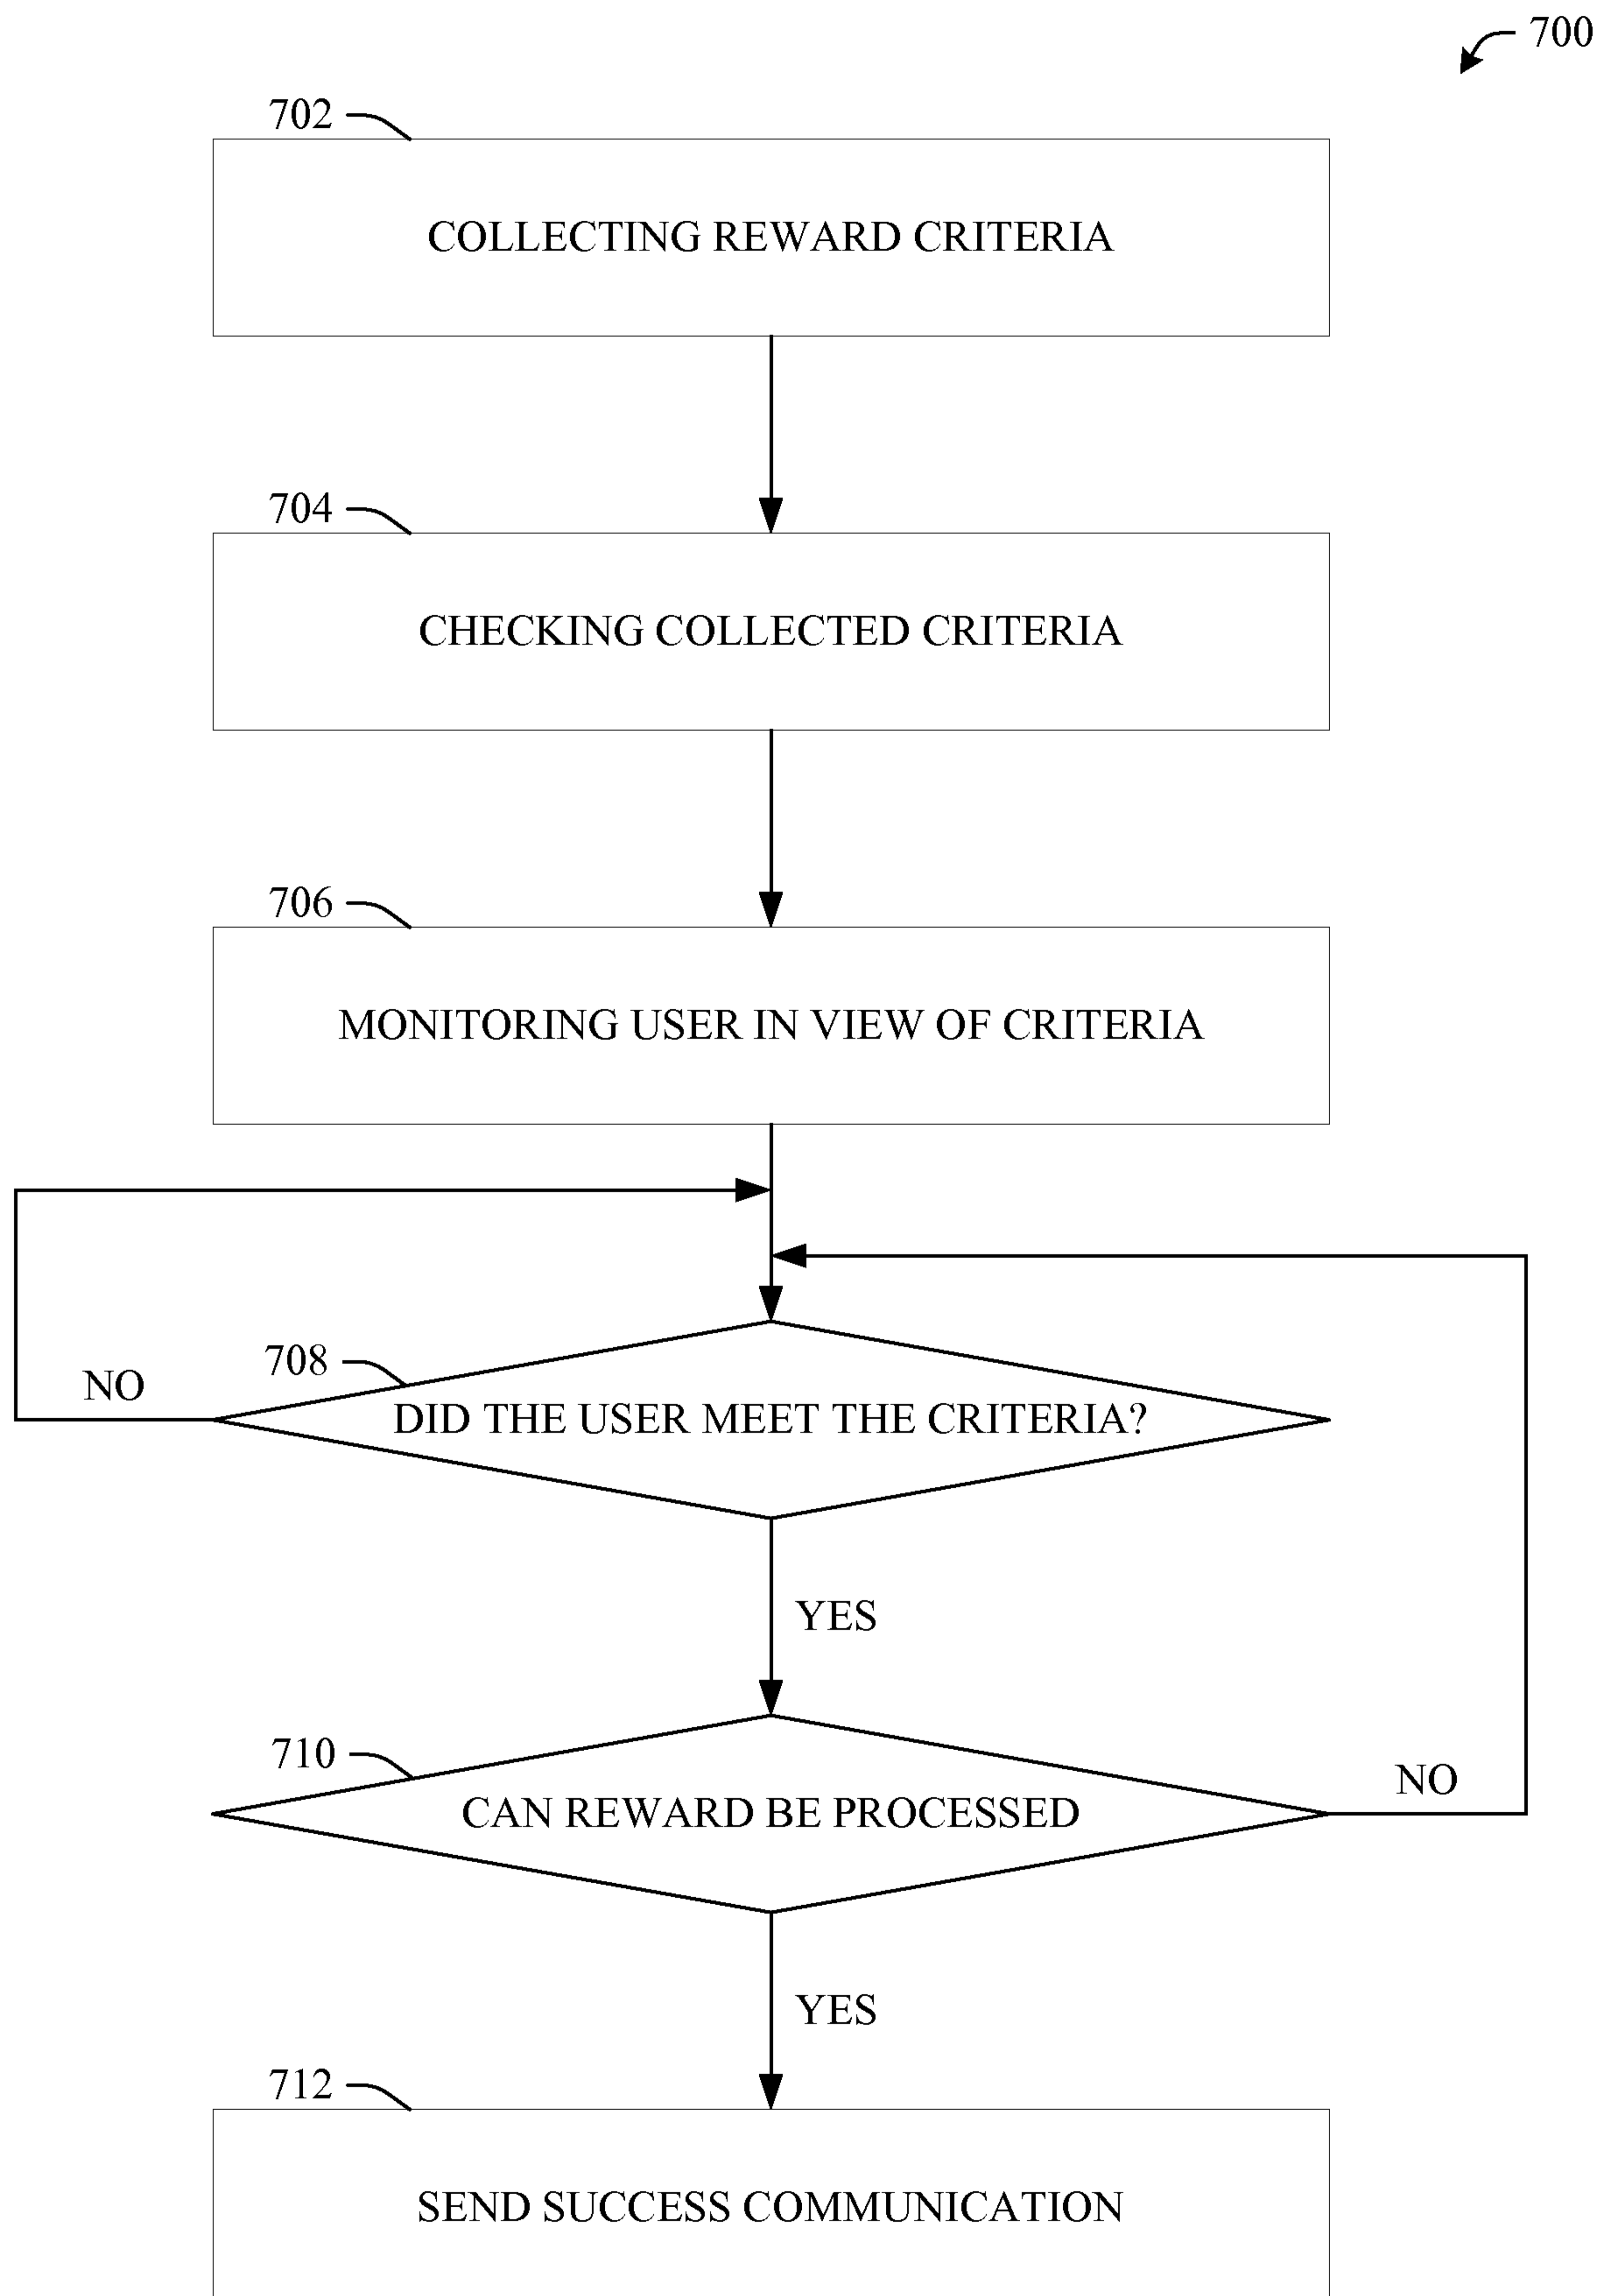 700
702
COLLECTING REWARD CRITERIA
704
CHECKING COLLECTED CRITERIA
706
MONITORING USER IN VIEW OF CRITERIA
708
NO
DID THE USER MEET THE CRITERIA?
YES
710
NO
CAN REWARD BE PROCESSED
YES
712
SEND SUCCESS COMMUNICATION